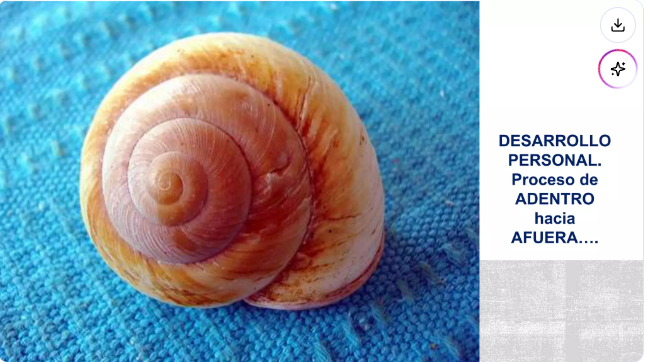 DESARROLLO
PERSONAL.
Proceso de
ADENTRO
hacia
AFUERA….